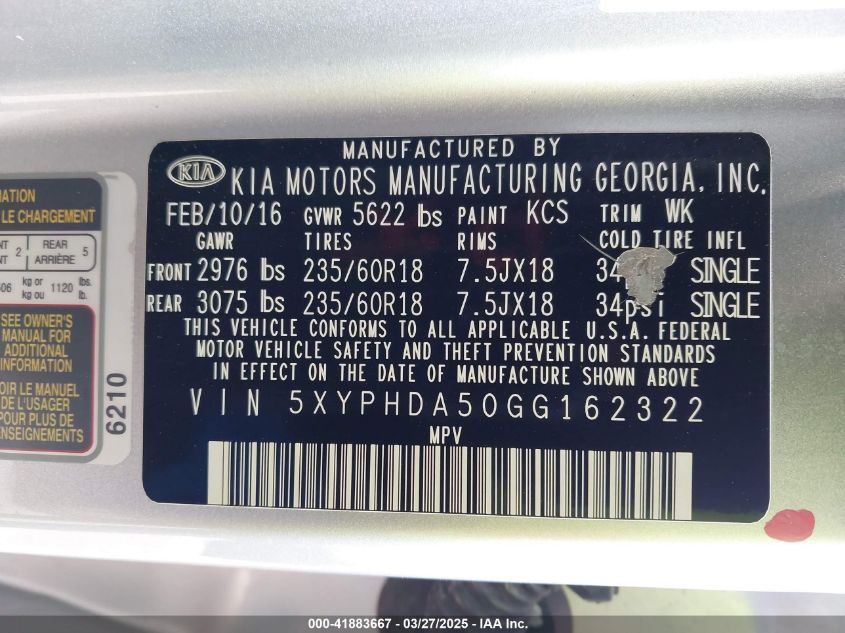 MANUFACTURED BY
KIA KIA MOTORS MANUFACTURING GEORGIA, INC.
FEB/10/16 GVWR 5622 lbs PAINT KCS TRIM WK
GAWR TIRES RIMS COLD TIRE INFL
FRONT 2976 lbs 235/60R18 7.5JX18 SINGLE
REAR 3075 lbs 235/60R18 7.5JX18 34psi SINGLE
THIS VEHICLE CONFORMS TO ALL APPLICABLE U.S.A. FEDERAL
MOTOR VEHICLE SAFETY AND THEFT PREVENTION STANDARDS
IN EFFECT ON THE DATE OF MANUFACTURE SHOWN ABOVE
VIN 5XYPHDA50GG162322
MPV
LE CHARGEMENT
2 REAR 5
ARRIÈRE
kg or 1120 lbs.
kg ou lb.
SEE OWNER'S
MANUAL FOR
ADDITIONAL
INFORMATION
LE MANUEL
DE L'USAGER
POUR PLUS DE
RENSEIGNEMENTS
6210
000-41883667 / 03/27/2025 / IAA Inc.